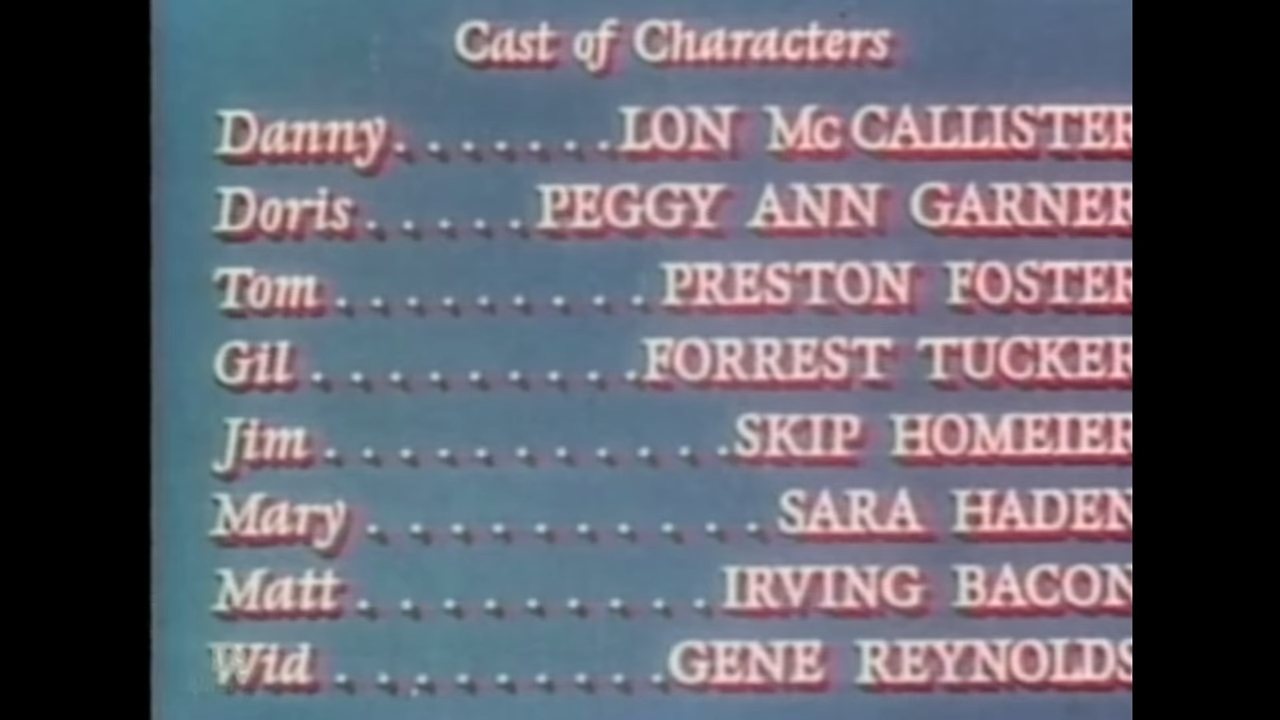 Cast of Characters
Danny.......LON McCALLISTER
Doris.....PEGGY ANN GARNER
Tom.........PRESTON FOSTER
Gil.........FORREST TUCKER
Jim............SKIP HOMEIER
Mary...........SARA HADEN
Matt.........IRVING BACON
Wid.........GENE REYNOLDS